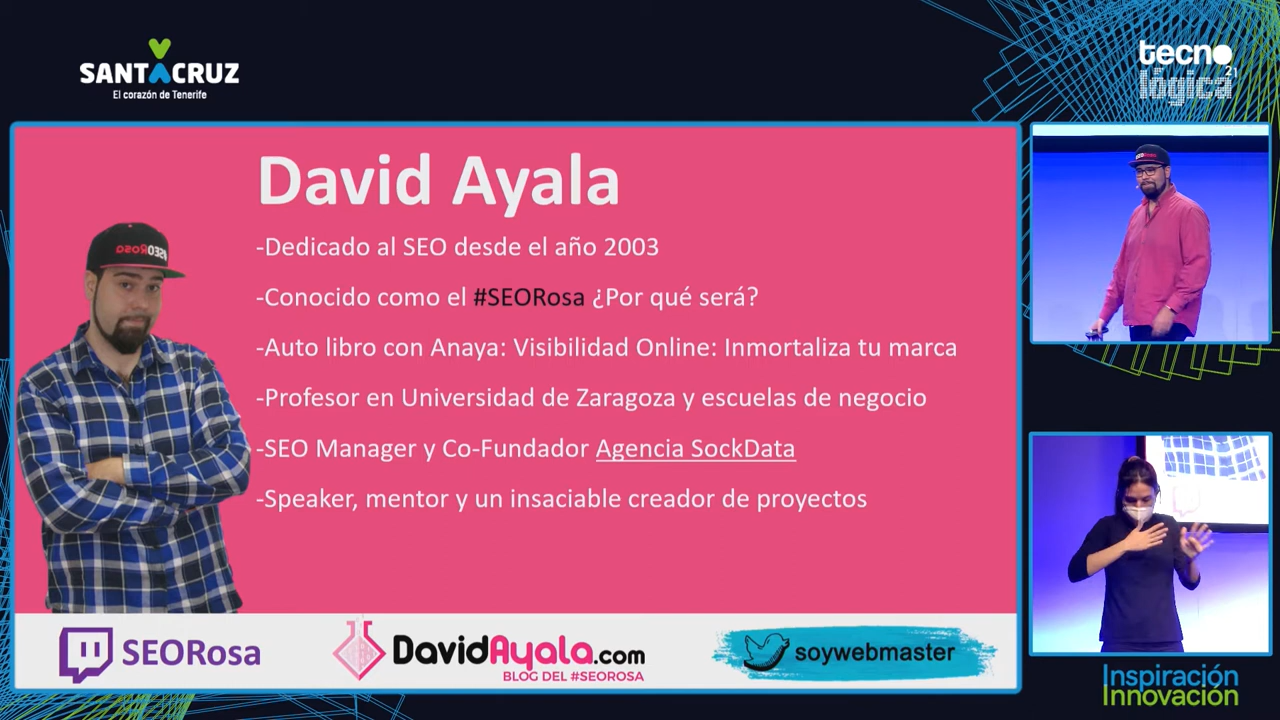 SANTACRUZ
El corazón de Tenerife
tecno
lógica
21
David Ayala
-Dedicado al SEO desde el año 2003
-Conocido como el #SEORosa ¿Por qué será?
-Auto libro con Anaya: Visibilidad Online: Inmortaliza tu marca
-Profesor en Universidad de Zaragoza y escuelas de negocio
-SEO Manager y Co-Fundador Agencia SockData
-Speaker, mentor y un insaciable creador de proyectos
#SEORosa
SEORosa
DavidAyala.com
BLOG DEL #SEOROSA
soywebmaster
Inspiración
Innovación